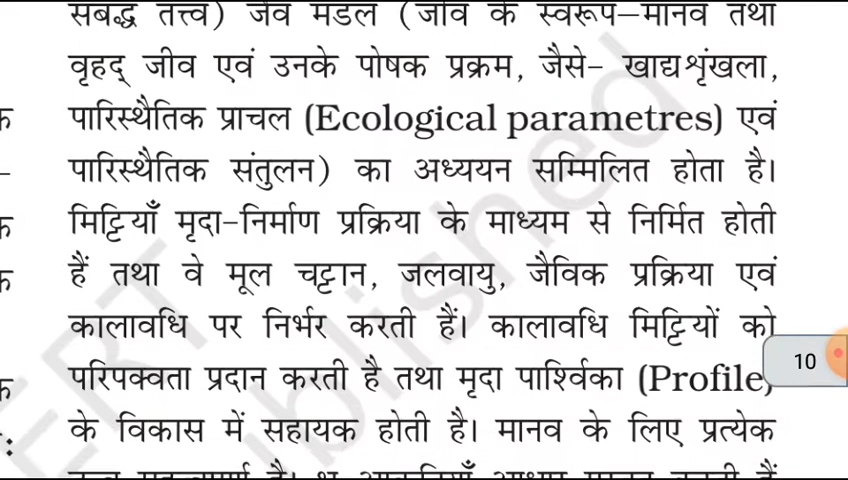 संबद्ध तत्त्व) जैव मंडल (जीव के स्वरूप–मानव तथा
वृहद् जीव एवं उनके पोषक प्रक्रम, जैसे– खाद्यशृंखला,
पारिस्थैतिक प्राचल (Ecological parametres) एवं
पारिस्थैतिक संतुलन) का अध्ययन सम्मिलित होता है।
मिट्टियाँ मृदा–निर्माण प्रक्रिया के माध्यम से निर्मित होती
हैं तथा वे मूल चट्टान, जलवायु, जैविक प्रक्रिया एवं
कालावधि पर निर्भर करती हैं। कालावधि मिट्टियों को
10
परिपक्वता प्रदान करती है तथा मृदा पार्श्विका (Profile)
के विकास में सहायक होती है। मानव के लिए प्रत्येक